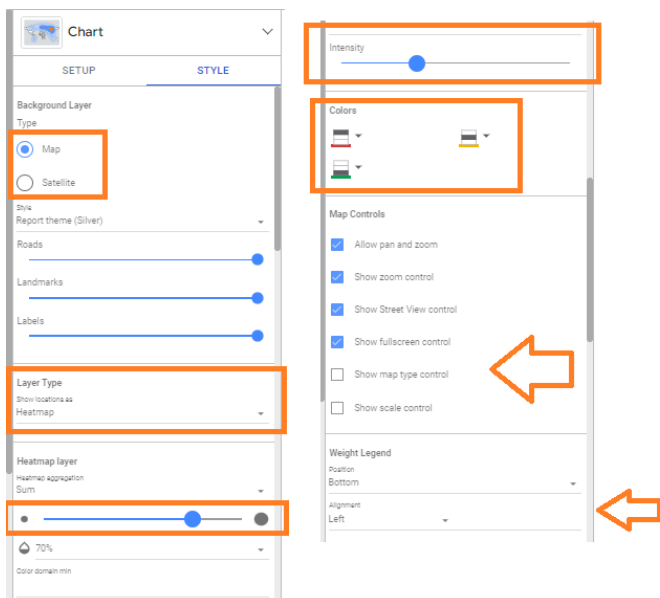 Chart
SETUP STYLE
Background Layer
Type
Map
Satellite
Style
Report theme (Silver)
Roads
Landmarks
Labels
Layer Type
Show locations as
Heatmap
Heatmap layer
Heatmap aggregation
Sum
70%
Color domain min
Intensity
Colors
Map Controls
Allow pan and zoom
Show zoom control
Show Street View control
Show fullscreen control
Show map type control
Show scale control
Weight Legend
Position
Bottom
Alignment
Left